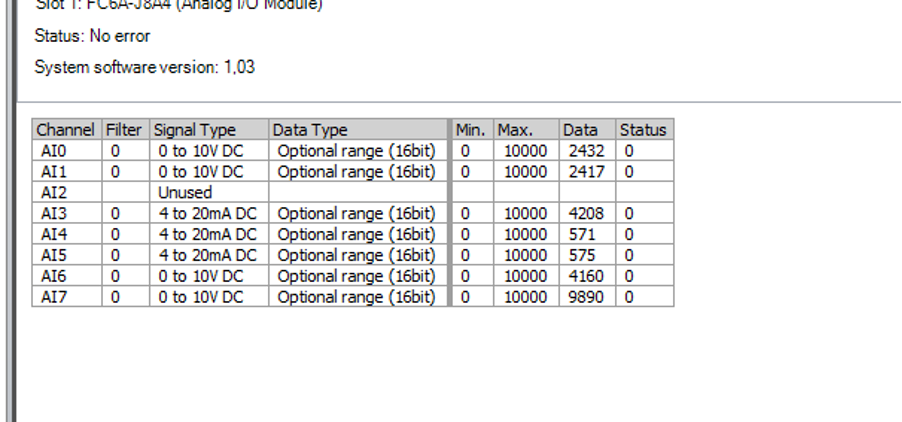 Slot 1: FC6A-J8A4 (Analog I/O Module)
Status: No error
System software version: 1,03
Channel Filter Signal Type Data Type Min. Max. Data Status
AI0 0 0 to 10V DC Optional range (16bit) 0 10000 2432 0
AI1 0 0 to 10V DC Optional range (16bit) 0 10000 2417 0
AI2 Unused
AI3 0 4 to 20mA DC Optional range (16bit) 0 10000 4208 0
AI4 0 4 to 20mA DC Optional range (16bit) 0 10000 571 0
AI5 0 4 to 20mA DC Optional range (16bit) 0 10000 575 0
AI6 0 0 to 10V DC Optional range (16bit) 0 10000 4160 0
AI7 0 0 to 10V DC Optional range (16bit) 0 10000 9890 0